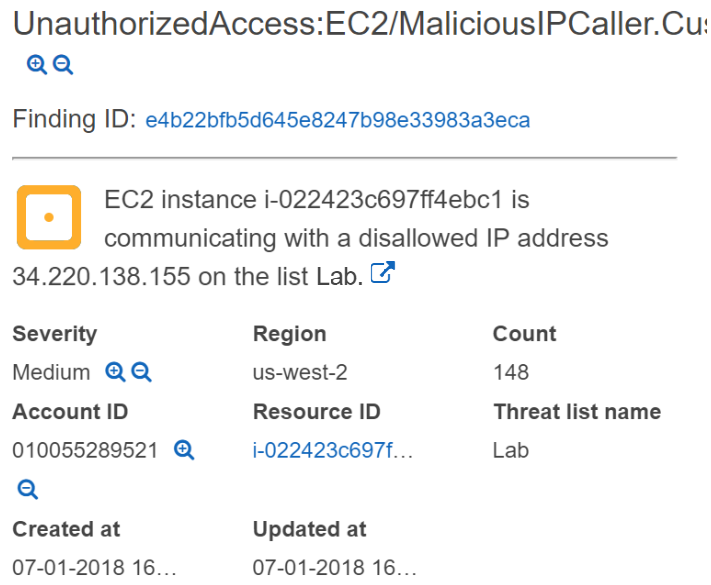 UnauthorizedAccess:EC2/MaliciousIPCaller.Cus
Finding ID: e4b22bfb5d645e8247b98e33983a3eca
EC2 instance i-022423c697ff4ebc1 is
communicating with a disallowed IP address
34.220.138.155 on the list Lab.
Severity Region Count
Medium us-west-2 148
Account ID Resource ID Threat list name
010055289521 i-022423c697f... Lab
Created at Updated at
07-01-2018 16... 07-01-2018 16...